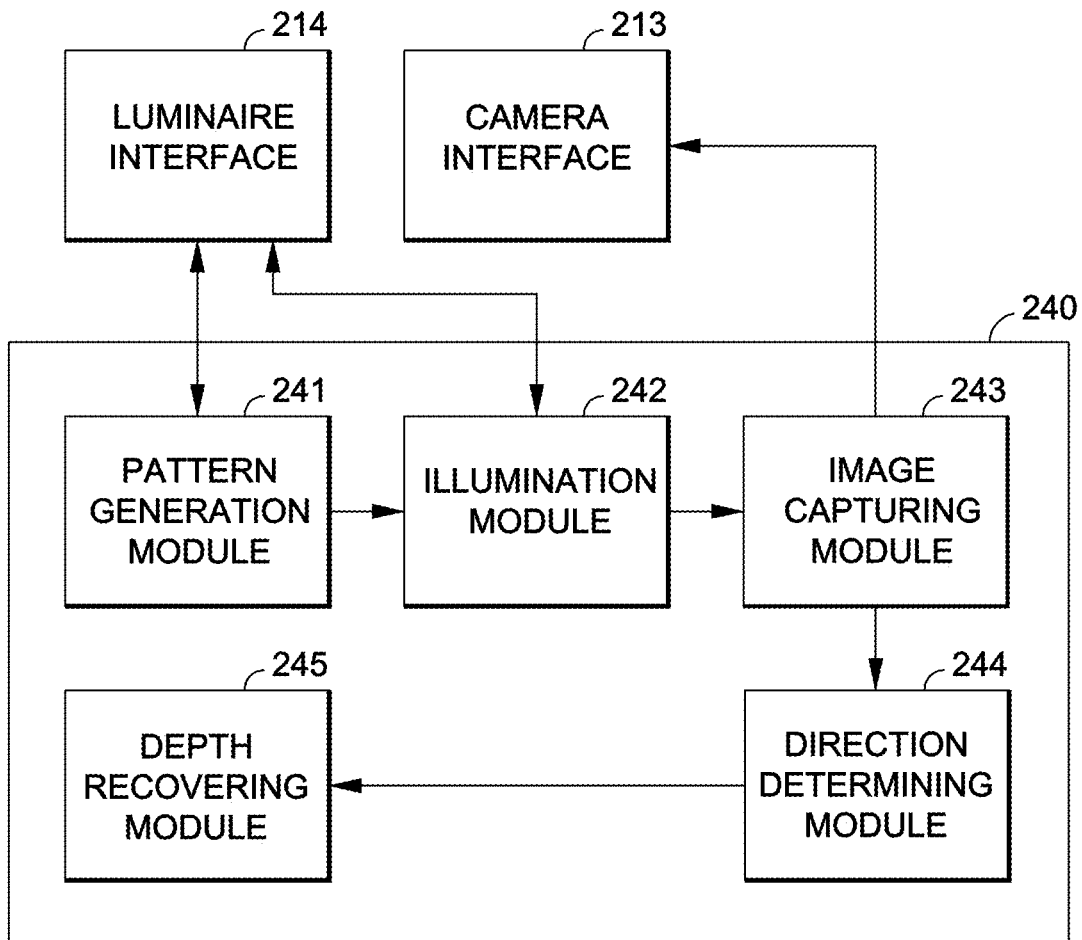 214
LUMINAIRE
INTERFACE
213
CAMERA
INTERFACE
240
241
PATTERN
GENERATION
MODULE
242
ILLUMINATION
MODULE
243
IMAGE
CAPTURING
MODULE
245
DEPTH
RECOVERING
MODULE
244
DIRECTION
DETERMINING
MODULE